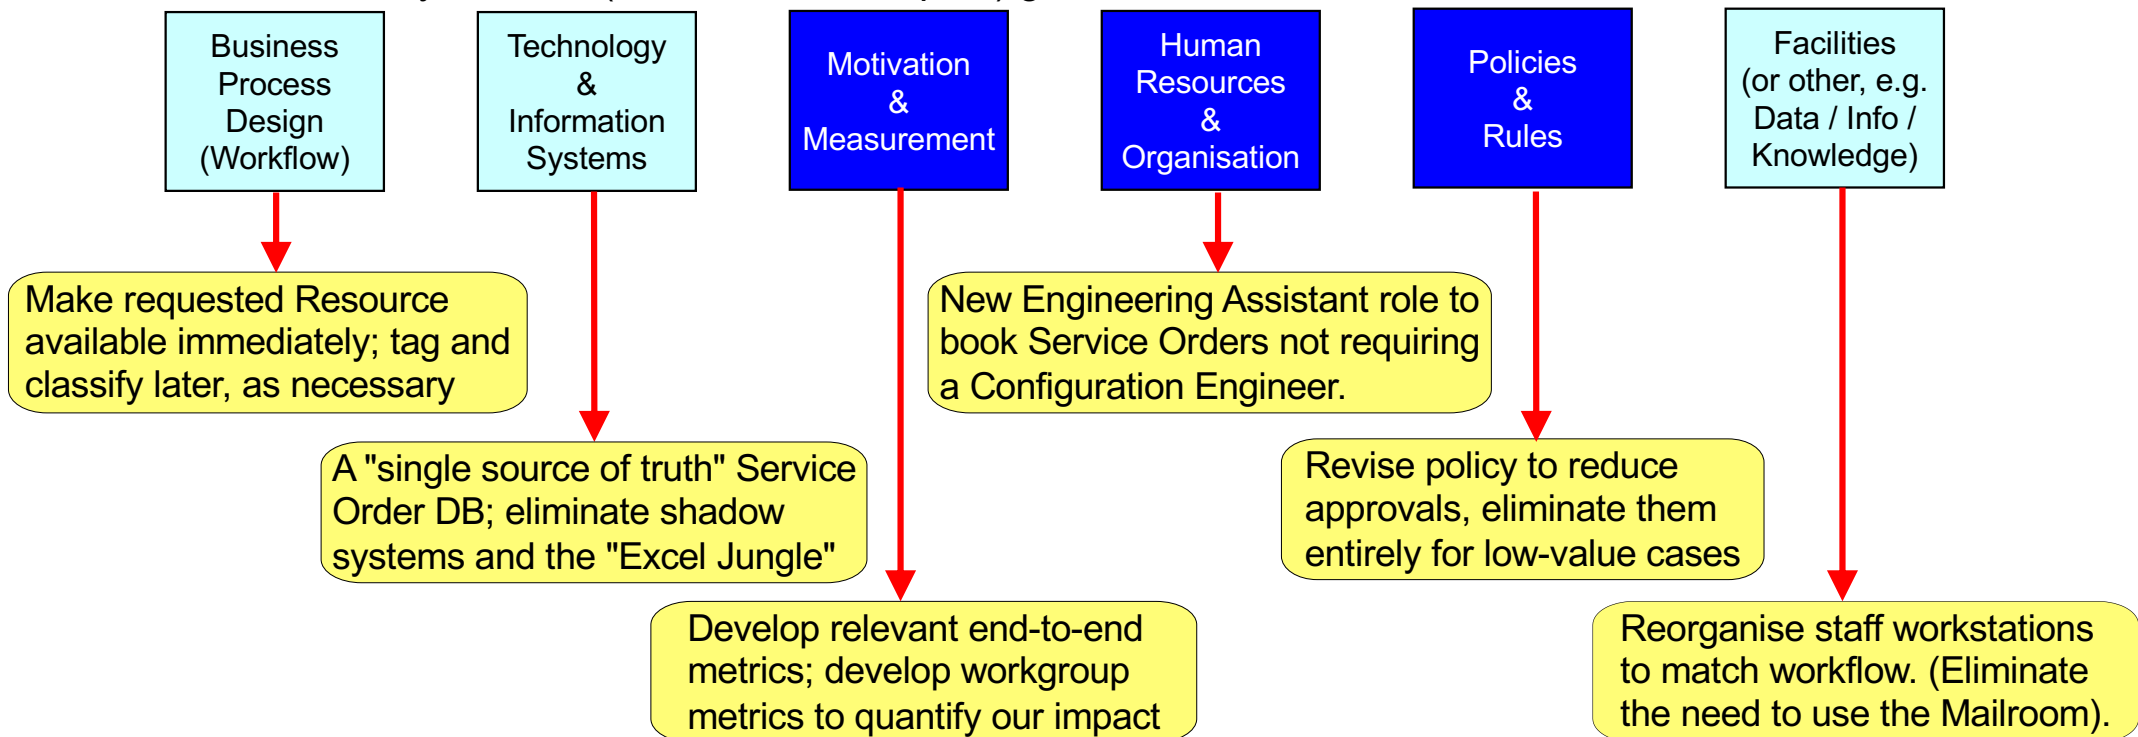 Business
Process
Design
(Workflow)
Technology
&
Information
Systems
Motivation
&
Measurement
Human
Resources
&
Organisation
Policies
&
Rules
Facilities
(or other, e.g.
Data / Info /
Knowledge)
Make requested Resource
available immediately; tag and
classify later, as necessary
New Engineering Assistant role to
book Service Orders not requiring
a Configuration Engineer.
A "single source of truth" Service
Order DB; eliminate shadow
systems and the "Excel Jungle"
Revise policy to reduce
approvals, eliminate them
entirely for low-value cases
Develop relevant end-to-end
metrics; develop workgroup
metrics to quantify our impact
Reorganise staff workstations
to match workflow. (Eliminate
the need to use the Mailroom).